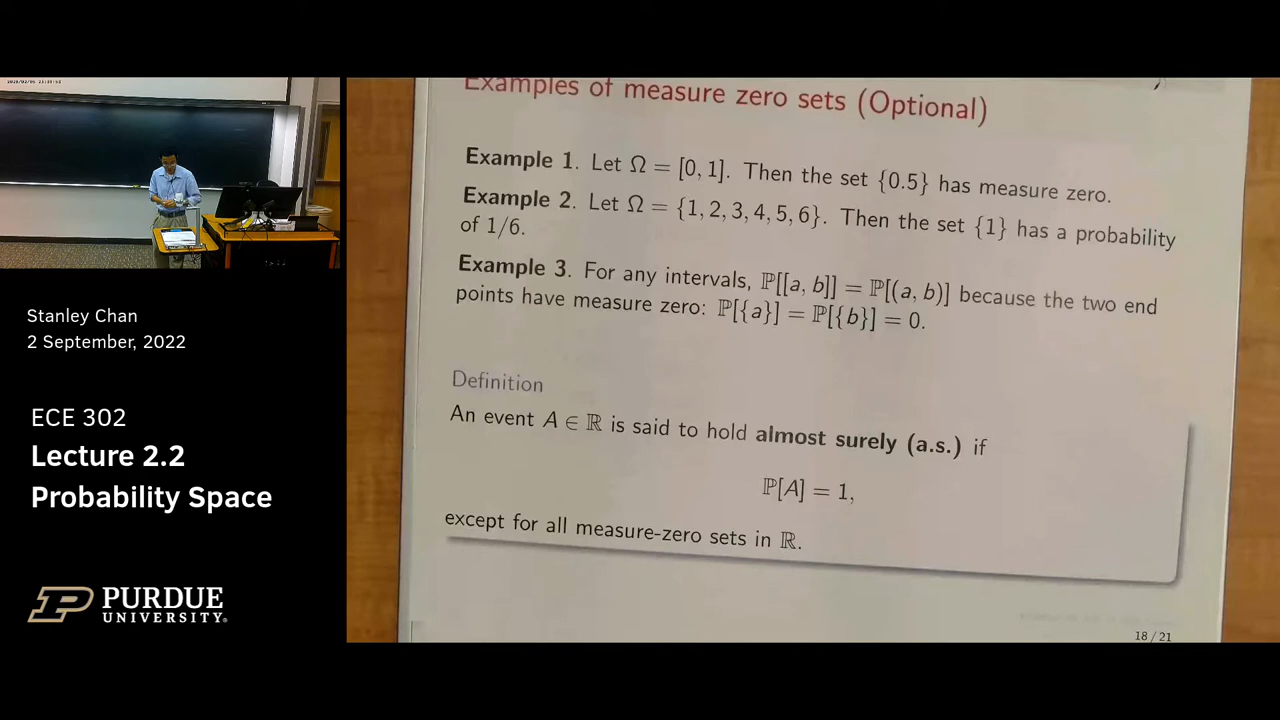 Examples of measure zero sets (Optional)
Example 1. Let Ω = [0, 1]. Then the set {0.5} has measure zero.
Example 2. Let Ω = {1, 2, 3, 4, 5, 6}. Then the set {1} has a probability
of 1/6.
Example 3. For any intervals, ℙ[[a, b]] = ℙ[(a, b)] because the two end
points have measure zero: ℙ[{a}] = ℙ[{b}] = 0.
Definition
An event A ∈ ℝ is said to hold almost surely (a.s.) if
ℙ[A] = 1,
except for all measure-zero sets in ℝ.
18 / 21
Stanley Chan
2 September, 2022
ECE 302
Lecture 2.2
Probability Space
PURDUE
UNIVERSITY